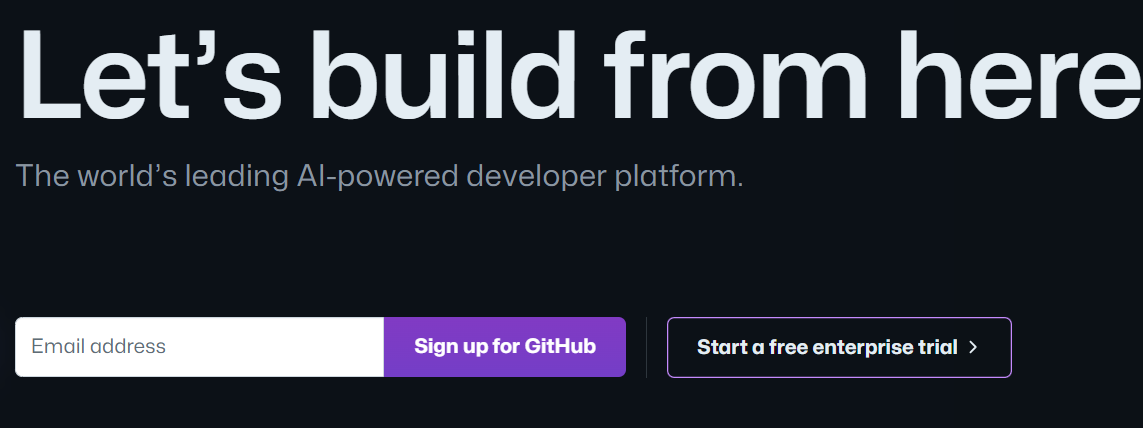 Let’s build from here
The world’s leading AI-powered developer platform.
Email address
Sign up for GitHub
Start a free enterprise trial